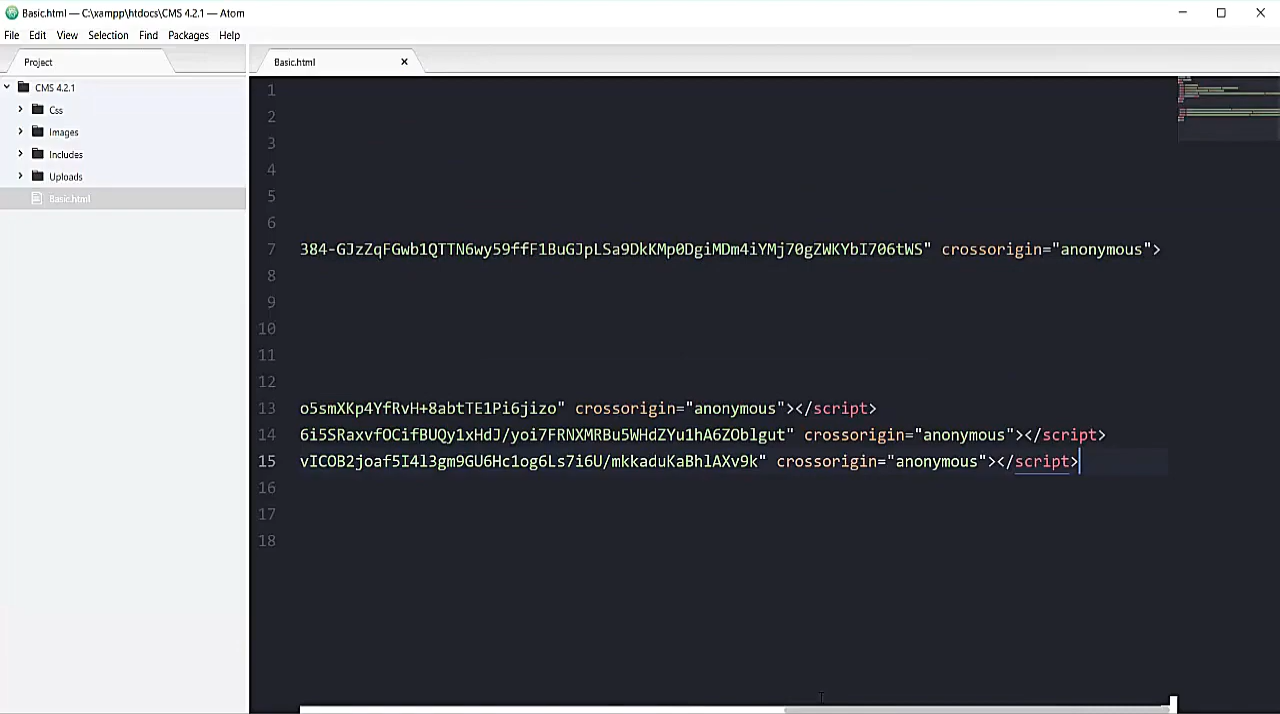 Basic.html — C:\xampp\htdocs\CMS 4.2.1 — Atom
File Edit View Selection Find Packages Help
Project
Basic.html
CMS 4.2.1
Css
Images
Includes
Uploads
Basic.html
1
2
3
4
5
6
7 384-GJzZqFGwb1QTTN6wy59ffF1BuGJpLSa9DkKMp0DgiMDm4iYMj70gZWKYbI706tWS" crossorigin="anonymous">
8
9
10
11
12
13 o5smXKp4YfRvH+8abtTE1Pi6jizo" crossorigin="anonymous"></script>
14 6i5SRaxvfOCifBUQy1xHdJ/yoi7FRNXMRBu5WHdZYu1hA6ZOblgut" crossorigin="anonymous"></script>
15 vICOB2joaf5I4l3gm9GU6Hc1og6Ls7i6U/mkkaduKaBhlAXv9k" crossorigin="anonymous"></script>
16
17
18